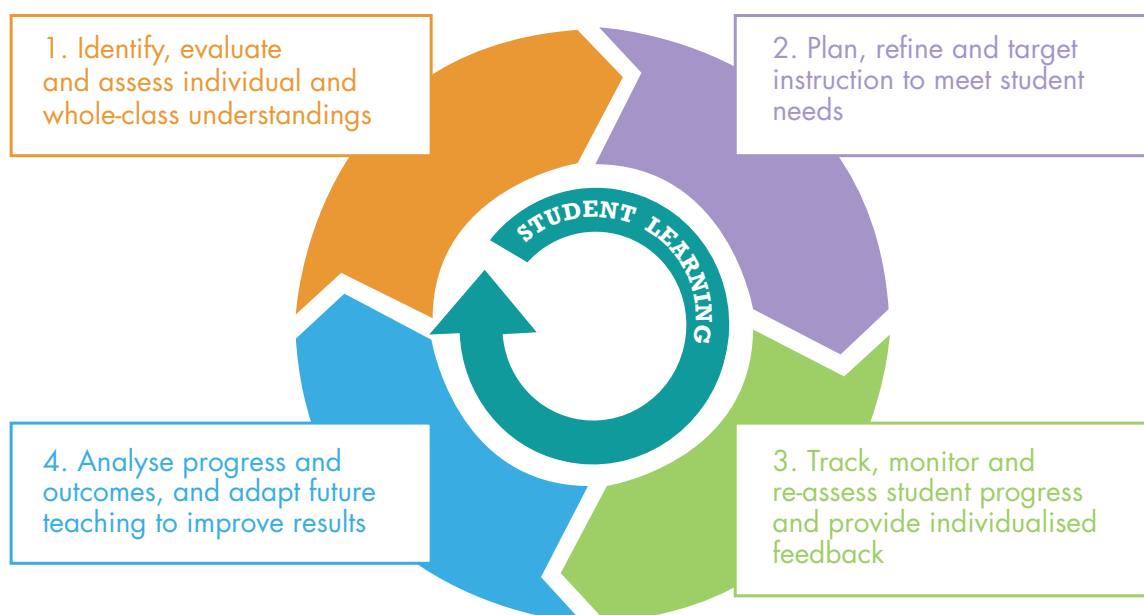 1. Identify, evaluate
and assess individual and
whole-class understandings
2. Plan, refine and target
instruction to meet student
needs
STUDENT LEARNING
3. Track, monitor and
re-assess student progress
and provide individualised
feedback
4. Analyse progress and
outcomes, and adapt future
teaching to improve results